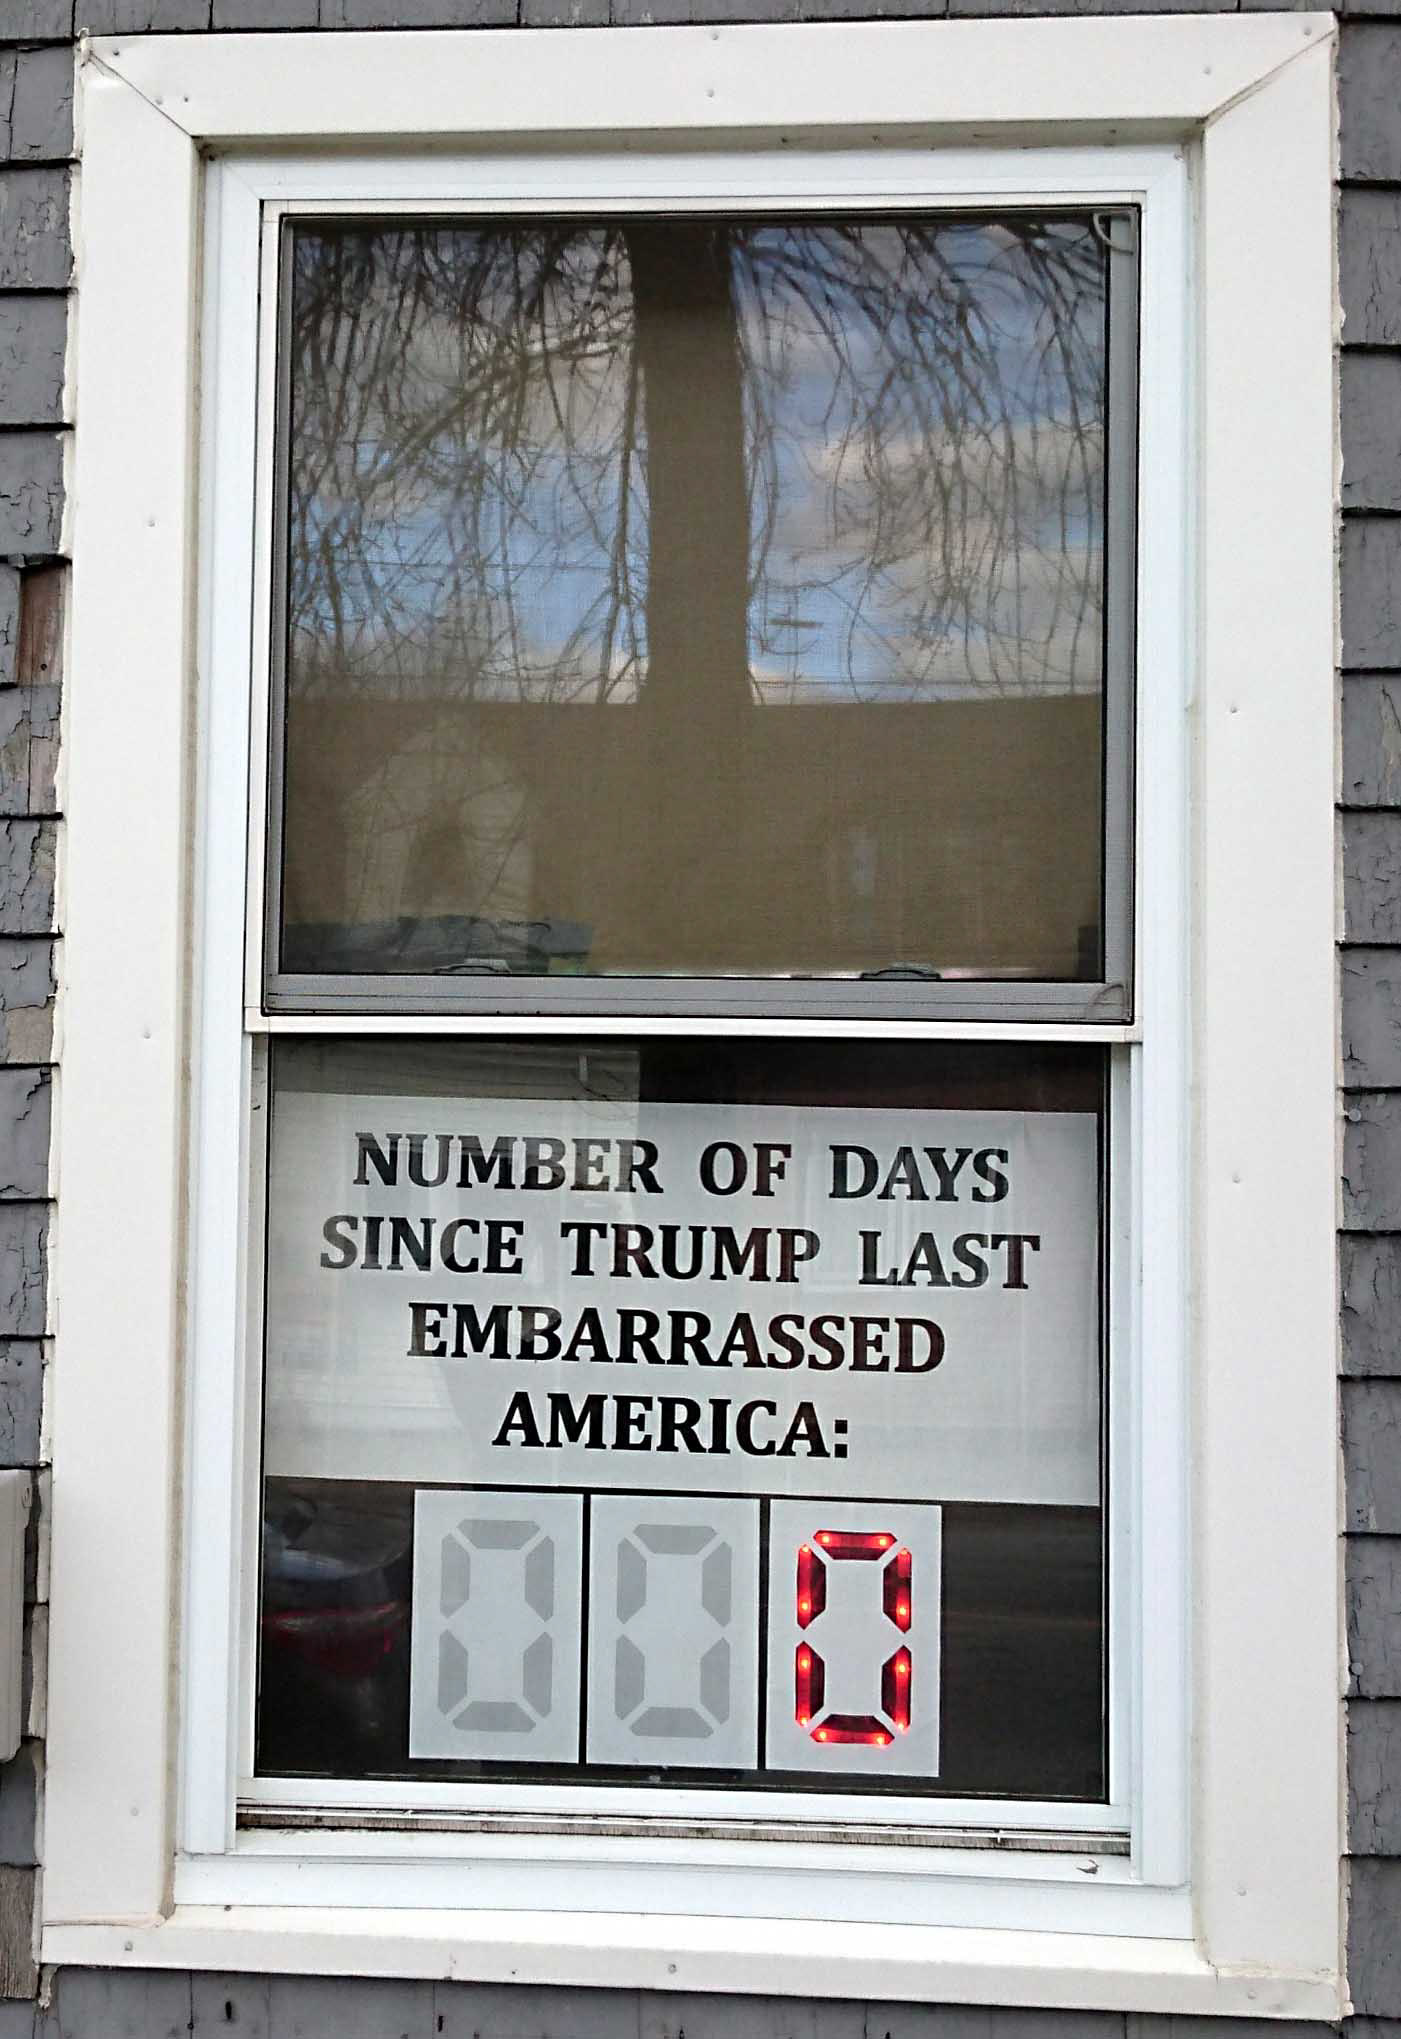 NUMBER OF DAYS
SINCE TRUMP LAST
EMBARRASSED
AMERICA:
000